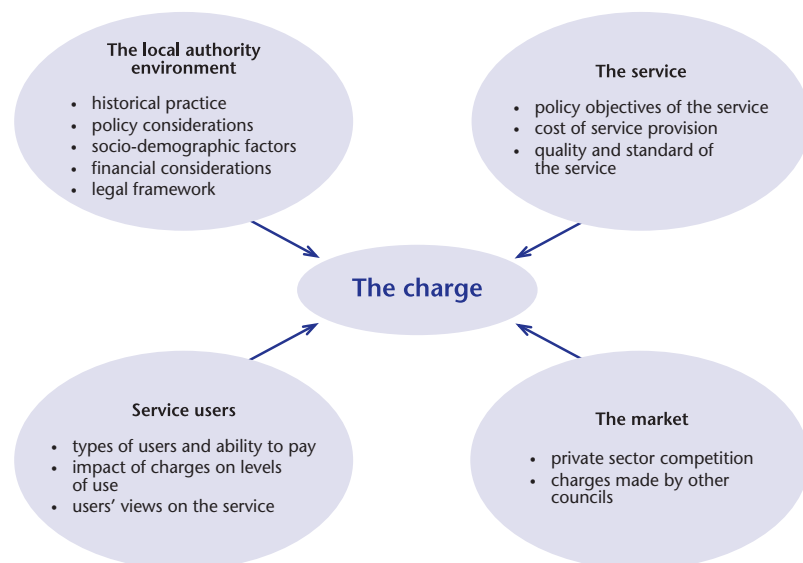 The local authority
environment
• historical practice
• policy considerations
• socio-demographic factors
• financial considerations
• legal framework
The service
• policy objectives of the service
• cost of service provision
• quality and standard of
the service
The charge
Service users
• types of users and ability to pay
• impact of charges on levels
of use
• users’ views on the service
The market
• private sector competition
• charges made by other
councils